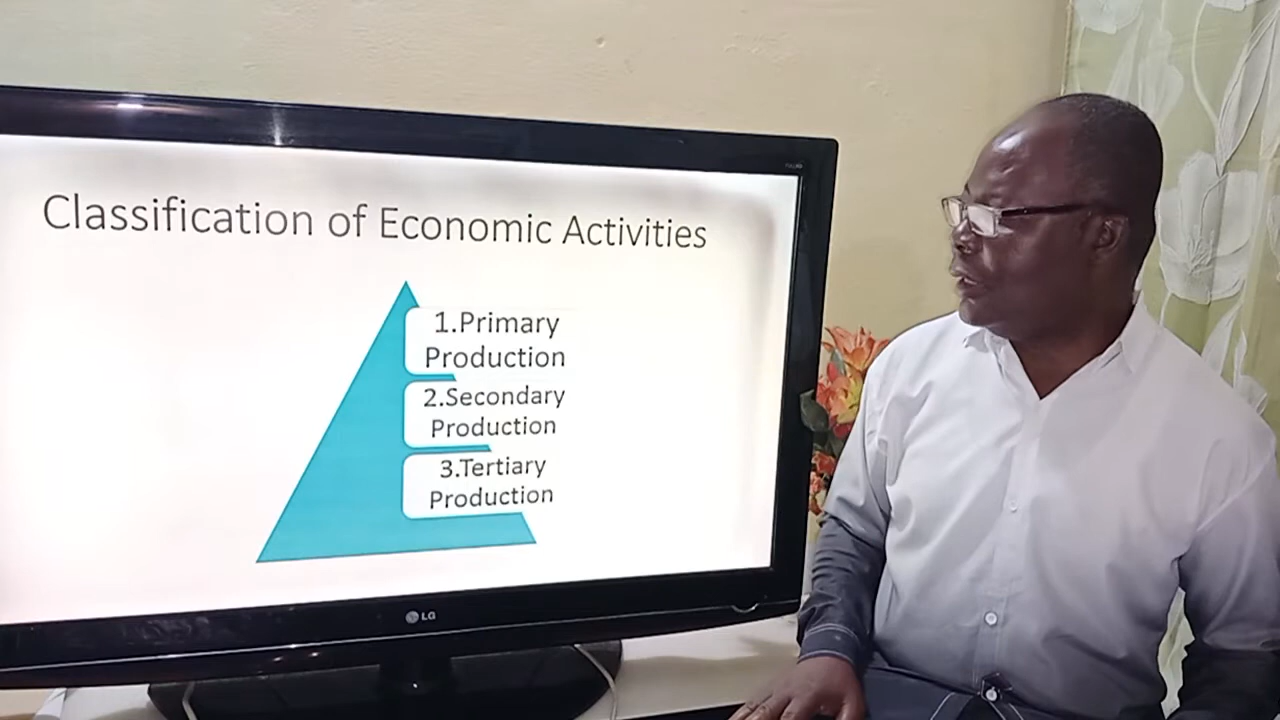 Classification of Economic Activities
1.Primary
Production
2.Secondary
Production
3.Tertiary
Production
LG